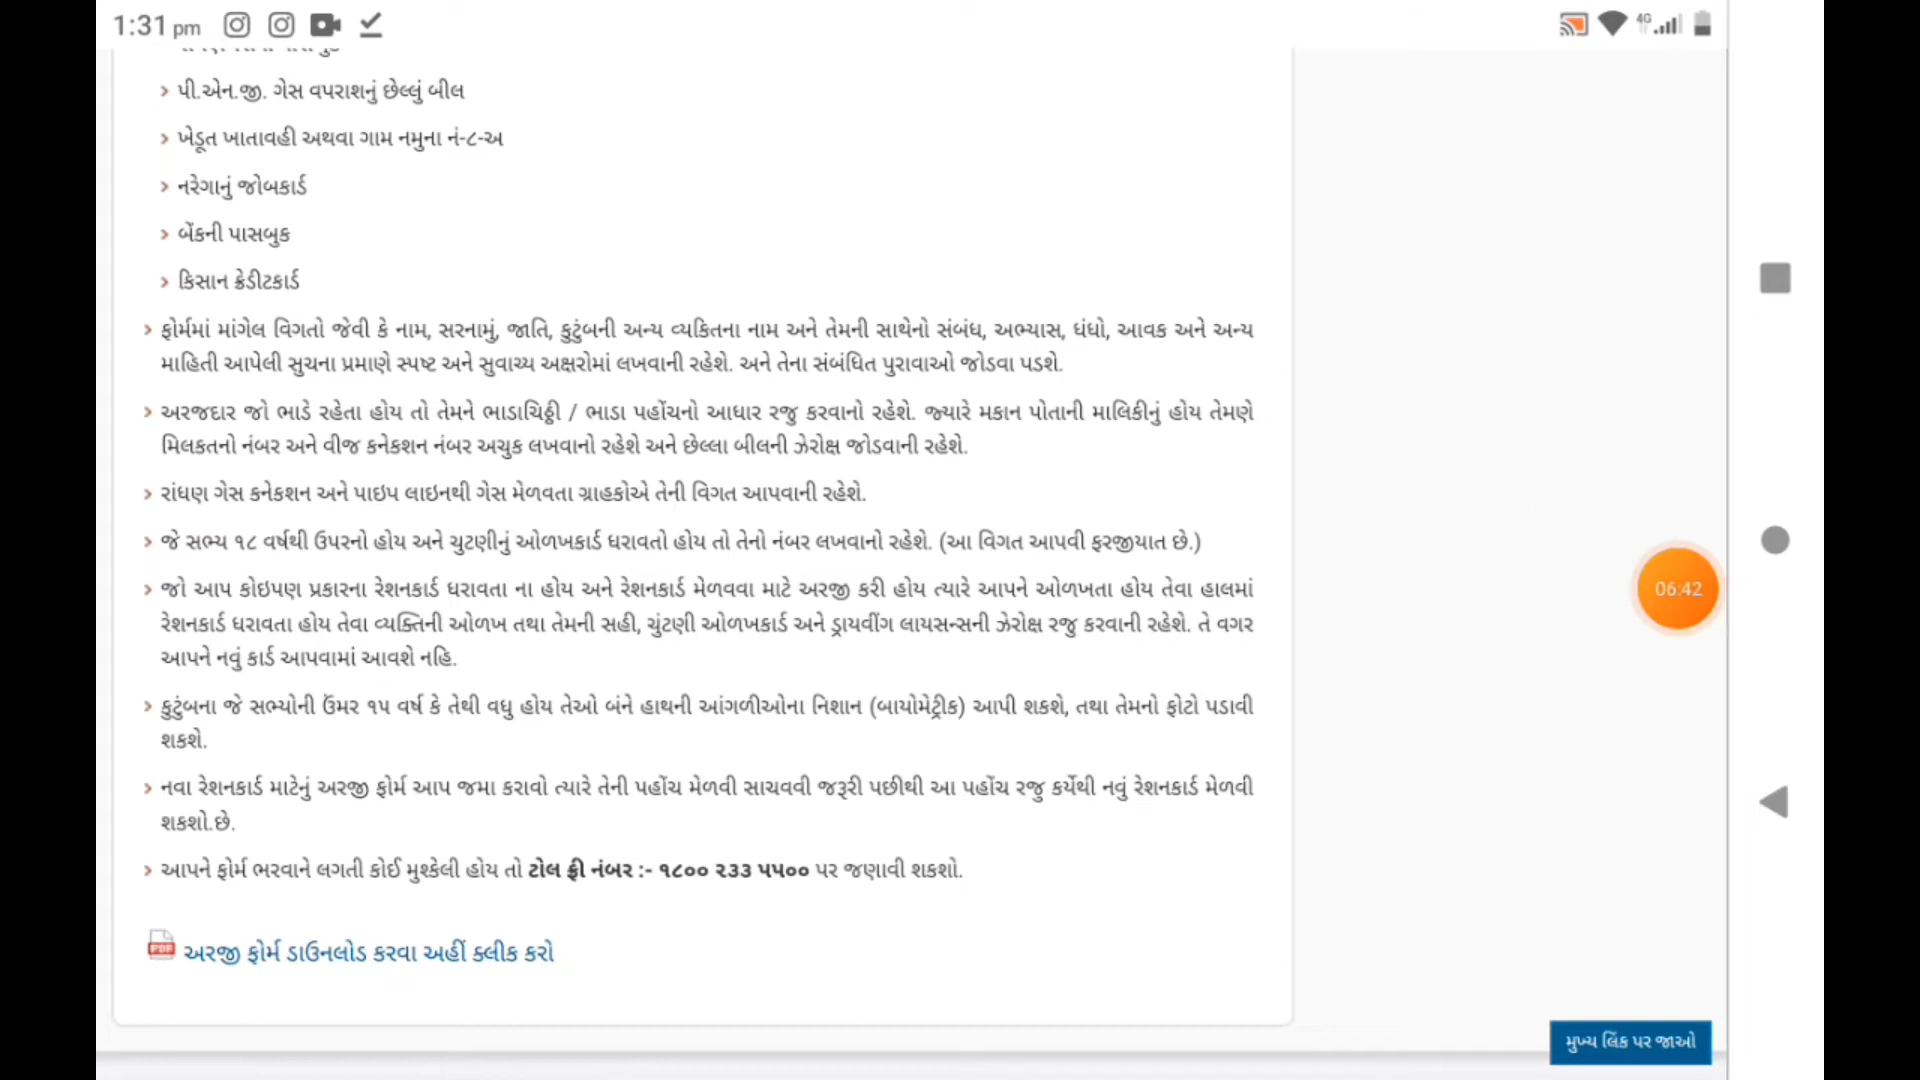 1:31 pm
4G
› પી.એન.જી. ગેસ વપરાશનું છેલ્લું બીલ
› ખેડૂત ખાતાવહી અથવા ગામ નમુના નં-૮-અ
› નરેગાનું જોબકાર્ડ
› બેંકની પાસબુક
› કિસાન ક્રેડીટકાર્ડ
› ફોર્મમાં માંગેલ વિગતો જેવી કે નામ, સરનામું, જાતિ, કુટુંબની અન્ય વ્યકિતના નામ અને તેમની સાથેનો સંબંધ, અભ્યાસ, ધંધો, આવક અને અન્ય
માહિતી આપેલી સુચના પ્રમાણે સ્પષ્ટ અને સુવાચ્ય અક્ષરોમાં લખવાની રહેશે. અને તેના સંબંધિત પુરાવાઓ જોડવા પડશે.
› અરજદાર જો ભાડે રહેતા હોય તો તેમને ભાડાચિઠ્ઠી / ભાડા પહોંચનો આધાર રજુ કરવાનો રહેશે. જ્યારે મકાન પોતાની માલિકીનું હોય તેમણે
મિલકતનો નંબર અને વીજ કનેકશન નંબર અચુક લખવાનો રહેશે અને છેલ્લા બીલની ઝેરોક્ષ જોડવાની રહેશે.
› રાંધણ ગેસ કનેકશન અને પાઇપ લાઇનથી ગેસ મેળવતા ગ્રાહકોએ તેની વિગત આપવાની રહેશે.
› જે સભ્ય ૧૮ વર્ષથી ઉપરનો હોય અને ચુટણીનું ઓળખકાર્ડ ધરાવતો હોય તો તેનો નંબર લખવાનો રહેશે. (આ વિગત આપવી ફરજીયાત છે.)
› જો આપ કોઇપણ પ્રકારના રેશનકાર્ડ ધરાવતા ના હોય અને રેશનકાર્ડ મેળવવા માટે અરજી કરી હોય ત્યારે આપને ઓળખતા હોય તેવા હાલમાં
રેશનકાર્ડ ધરાવતા હોય તેવા વ્યક્તિની ઓળખ તથા તેમની સહી, ચુંટણી ઓળખકાર્ડ અને ડ્રાયવીંગ લાયસન્સની ઝેરોક્ષ રજુ કરવાની રહેશે. તે વગર
આપને નવું કાર્ડ આપવામાં આવશે નહિ.
06:42
› કુટુંબના જે સભ્યોની ઉંમર ૧૫ વર્ષ કે તેથી વધુ હોય તેઓ બંને હાથની આંગળીઓના નિશાન (બાયોમેટ્રીક) આપી શકશે, તથા તેમનો ફોટો પડાવી
શકશે.
› નવા રેશનકાર્ડ માટેનું અરજી ફોર્મ આપ જમા કરાવો ત્યારે તેની પહોંચ મેળવી સાચવવી જરૂરી પછીથી આ પહોંચ રજુ કર્યેથી નવું રેશનકાર્ડ મેળવી
શકશો.છે.
› આપને ફોર્મ ભરવાને લગતી કોઈ મુશ્કેલી હોય તો ટોલ ફ્રી નંબર :- ૧૮૦૦ ૨૩૩ ૫૫૦૦ પર જણાવી શકશો.
PDF અરજી ફોર્મ ડાઉનલોડ કરવા અહીં ક્લીક કરો
મુખ્ય લિંક પર જાઓ